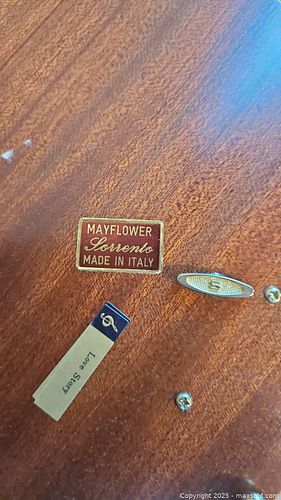 MAYFLOWER
Sorrento
MADE IN ITALY
S
Love Story
Copyright 2025 - maxsold.com